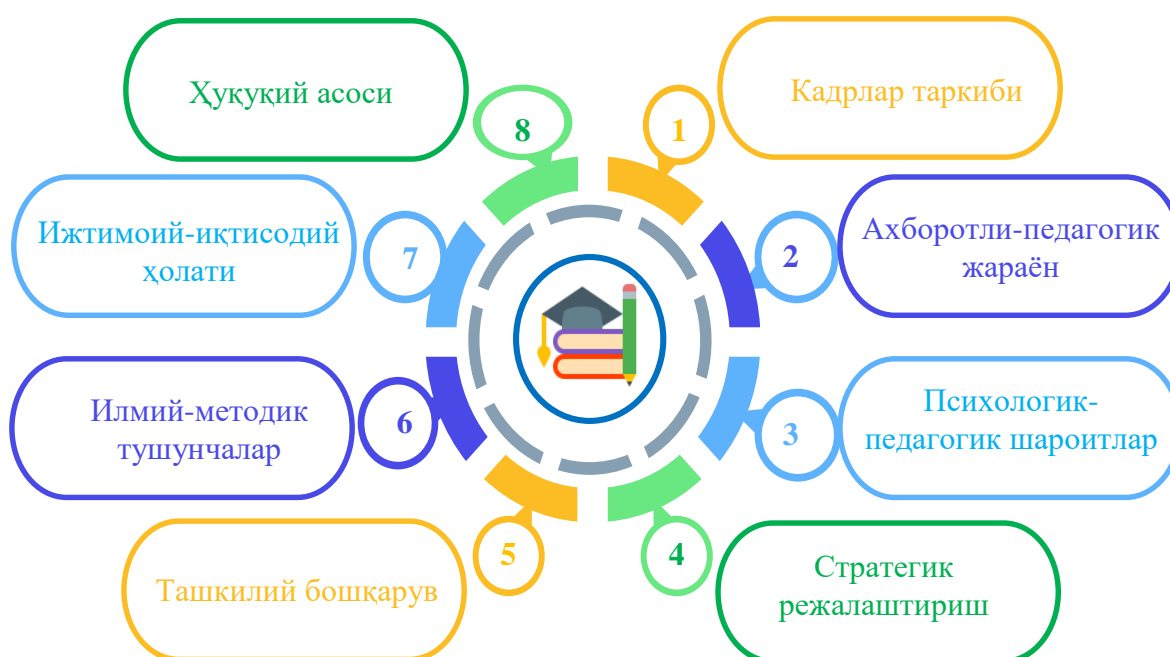 Ҳуқуқий асоси
8
1
Кадрлар таркиби
Ижтимоий-иқтисодий
ҳолати
7
2
Ахборотли-педагогик
жараён
Илмий-методик
тушунчалар
6
3
Психологик-
педагогик шароитлар
Ташкилий бошқарув
5
4
Стратегик
режалаштириш